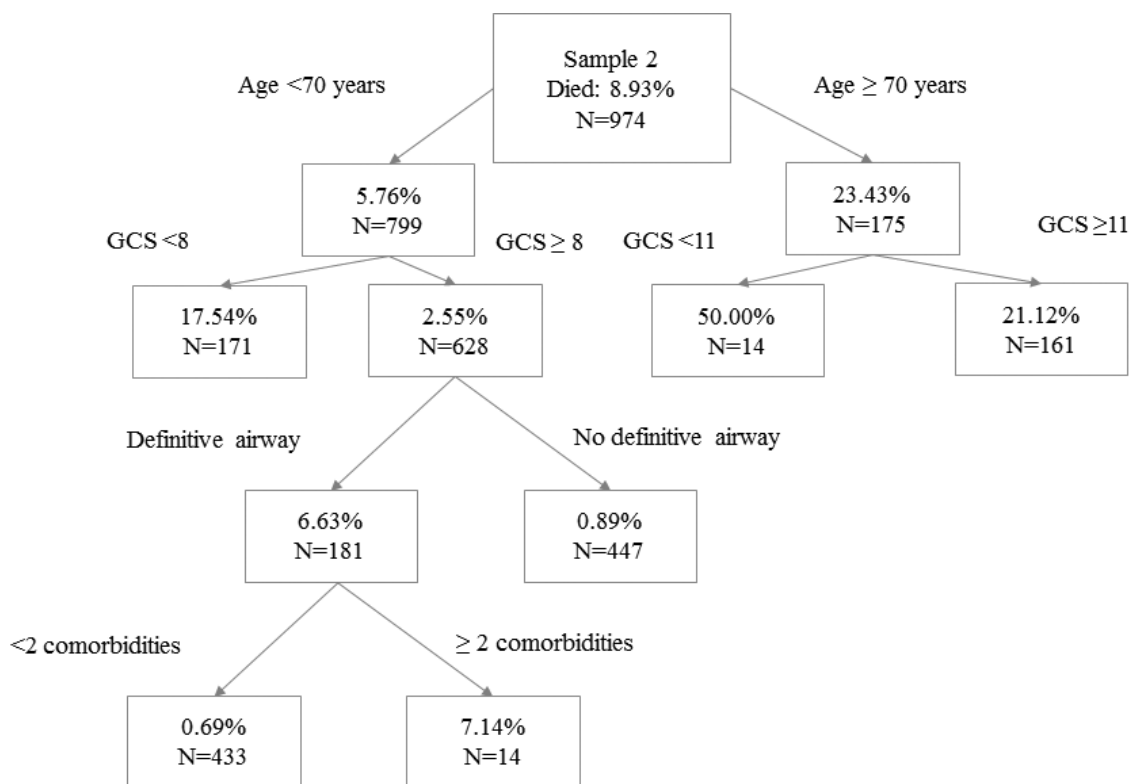 Sample 2
Died: 8.93%
N=974
Age <70 years
Age ≥ 70 years
5.76%
N=799
23.43%
N=175
GCS <8
GCS ≥ 8
GCS <11
GCS ≥11
17.54%
N=171
2.55%
N=628
50.00%
N=14
21.12%
N=161
Definitive airway
No definitive airway
6.63%
N=181
0.89%
N=447
<2 comorbidities
≥ 2 comorbidities
0.69%
N=433
7.14%
N=14